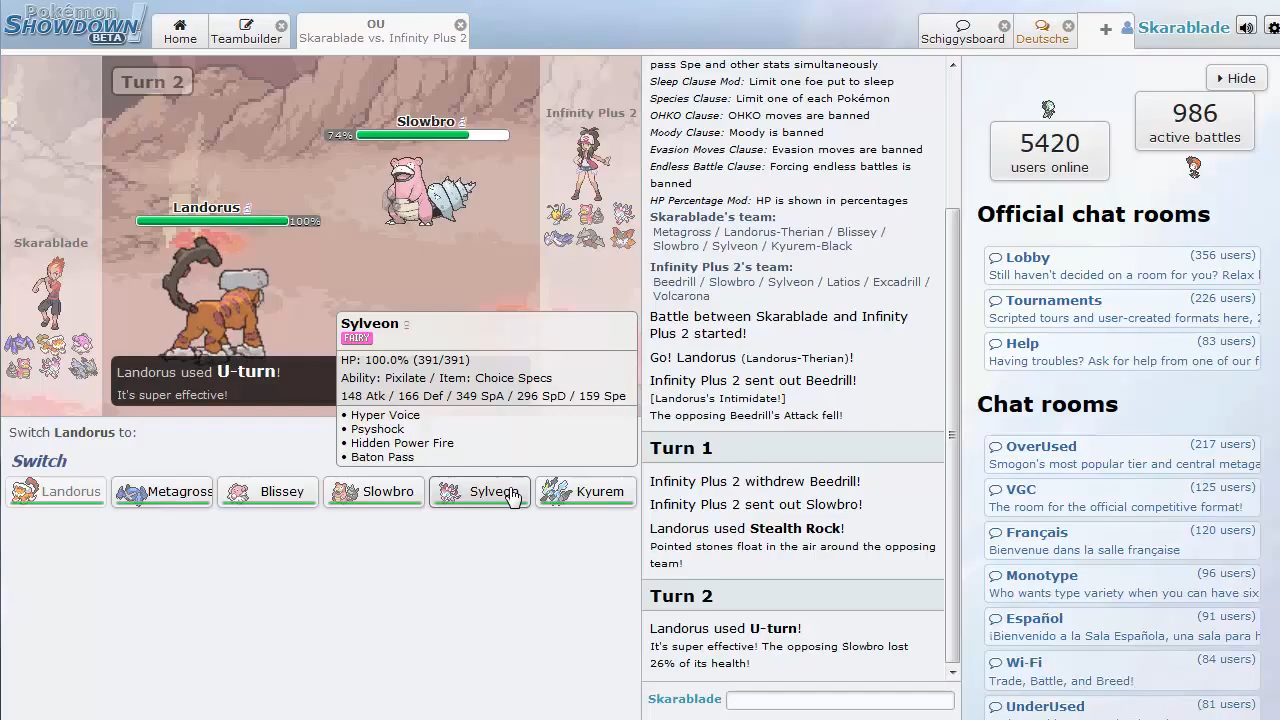 Pokémon
SHOWDOWN!
BETA
Home
Teambuilder
OU
Skarablade vs. Infinity Plus 2
Schiggysboard
Deutsche
Skarablade
Turn 2
Infinity Plus 2
Slowbro
74%
Landorus
100%
Skarablade
Landorus used U-turn!
It's super effective!
Sylveon ♀
FAIRY
HP: 100.0% (391/391)
Ability: Pixilate / Item: Choice Specs
148 Atk / 166 Def / 349 SpA / 296 SpD / 159 Spe
• Hyper Voice
• Psyshock
• Hidden Power Fire
• Baton Pass
Switch Landorus to:
Switch
Landorus
Metagross
Blissey
Slowbro
Sylveon
Kyurem
pass Spe and other stats simultaneously
Sleep Clause Mod: Limit one foe put to sleep
Species Clause: Limit one of each Pokémon
OHKO Clause: OHKO moves are banned
Moody Clause: Moody is banned
Evasion Moves Clause: Evasion moves are banned
Endless Battle Clause: Forcing endless battles is
banned
HP Percentage Mod: HP is shown in percentages
Skarablade's team:
Metagross / Landorus-Therian / Blissey /
Slowbro / Sylveon / Kyurem-Black
Infinity Plus 2's team:
Beedrill / Slowbro / Sylveon / Latios / Excadrill /
Volcarona
Battle between Skarablade and Infinity
Plus 2 started!
Go! Landorus (Landorus-Therian)!
Infinity Plus 2 sent out Beedrill!
[Landorus's Intimidate!]
The opposing Beedrill's Attack fell!
Turn 1
Infinity Plus 2 withdrew Beedrill!
Infinity Plus 2 sent out Slowbro!
Landorus used Stealth Rock!
Pointed stones float in the air around the opposing
team!
Turn 2
Landorus used U-turn!
It's super effective! The opposing Slowbro lost
26% of its health!
Skarablade
Hide
5420
users online
986
active battles
Official chat rooms
Lobby
(356 users)
Still haven't decided on a room for you? Relax
Tournaments
(226 users)
Scripted tours and user-created formats here, 2
Help
(83 users)
Having troubles? Ask for help from one of our f
Chat rooms
OverUsed
(217 users)
Smogon's most popular tier and central metaga
VGC
(125 users)
The room for the official competitive format!
Français
(120 users)
Bienvenue dans la salle française
Monotype
(96 users)
Who wants type variety when you can have six
Español
(91 users)
¡Bienvenido a la Sala Española, una sala para h
Wi-Fi
(84 users)
Trade, Battle, and Breed!
UnderUsed
(81 users)